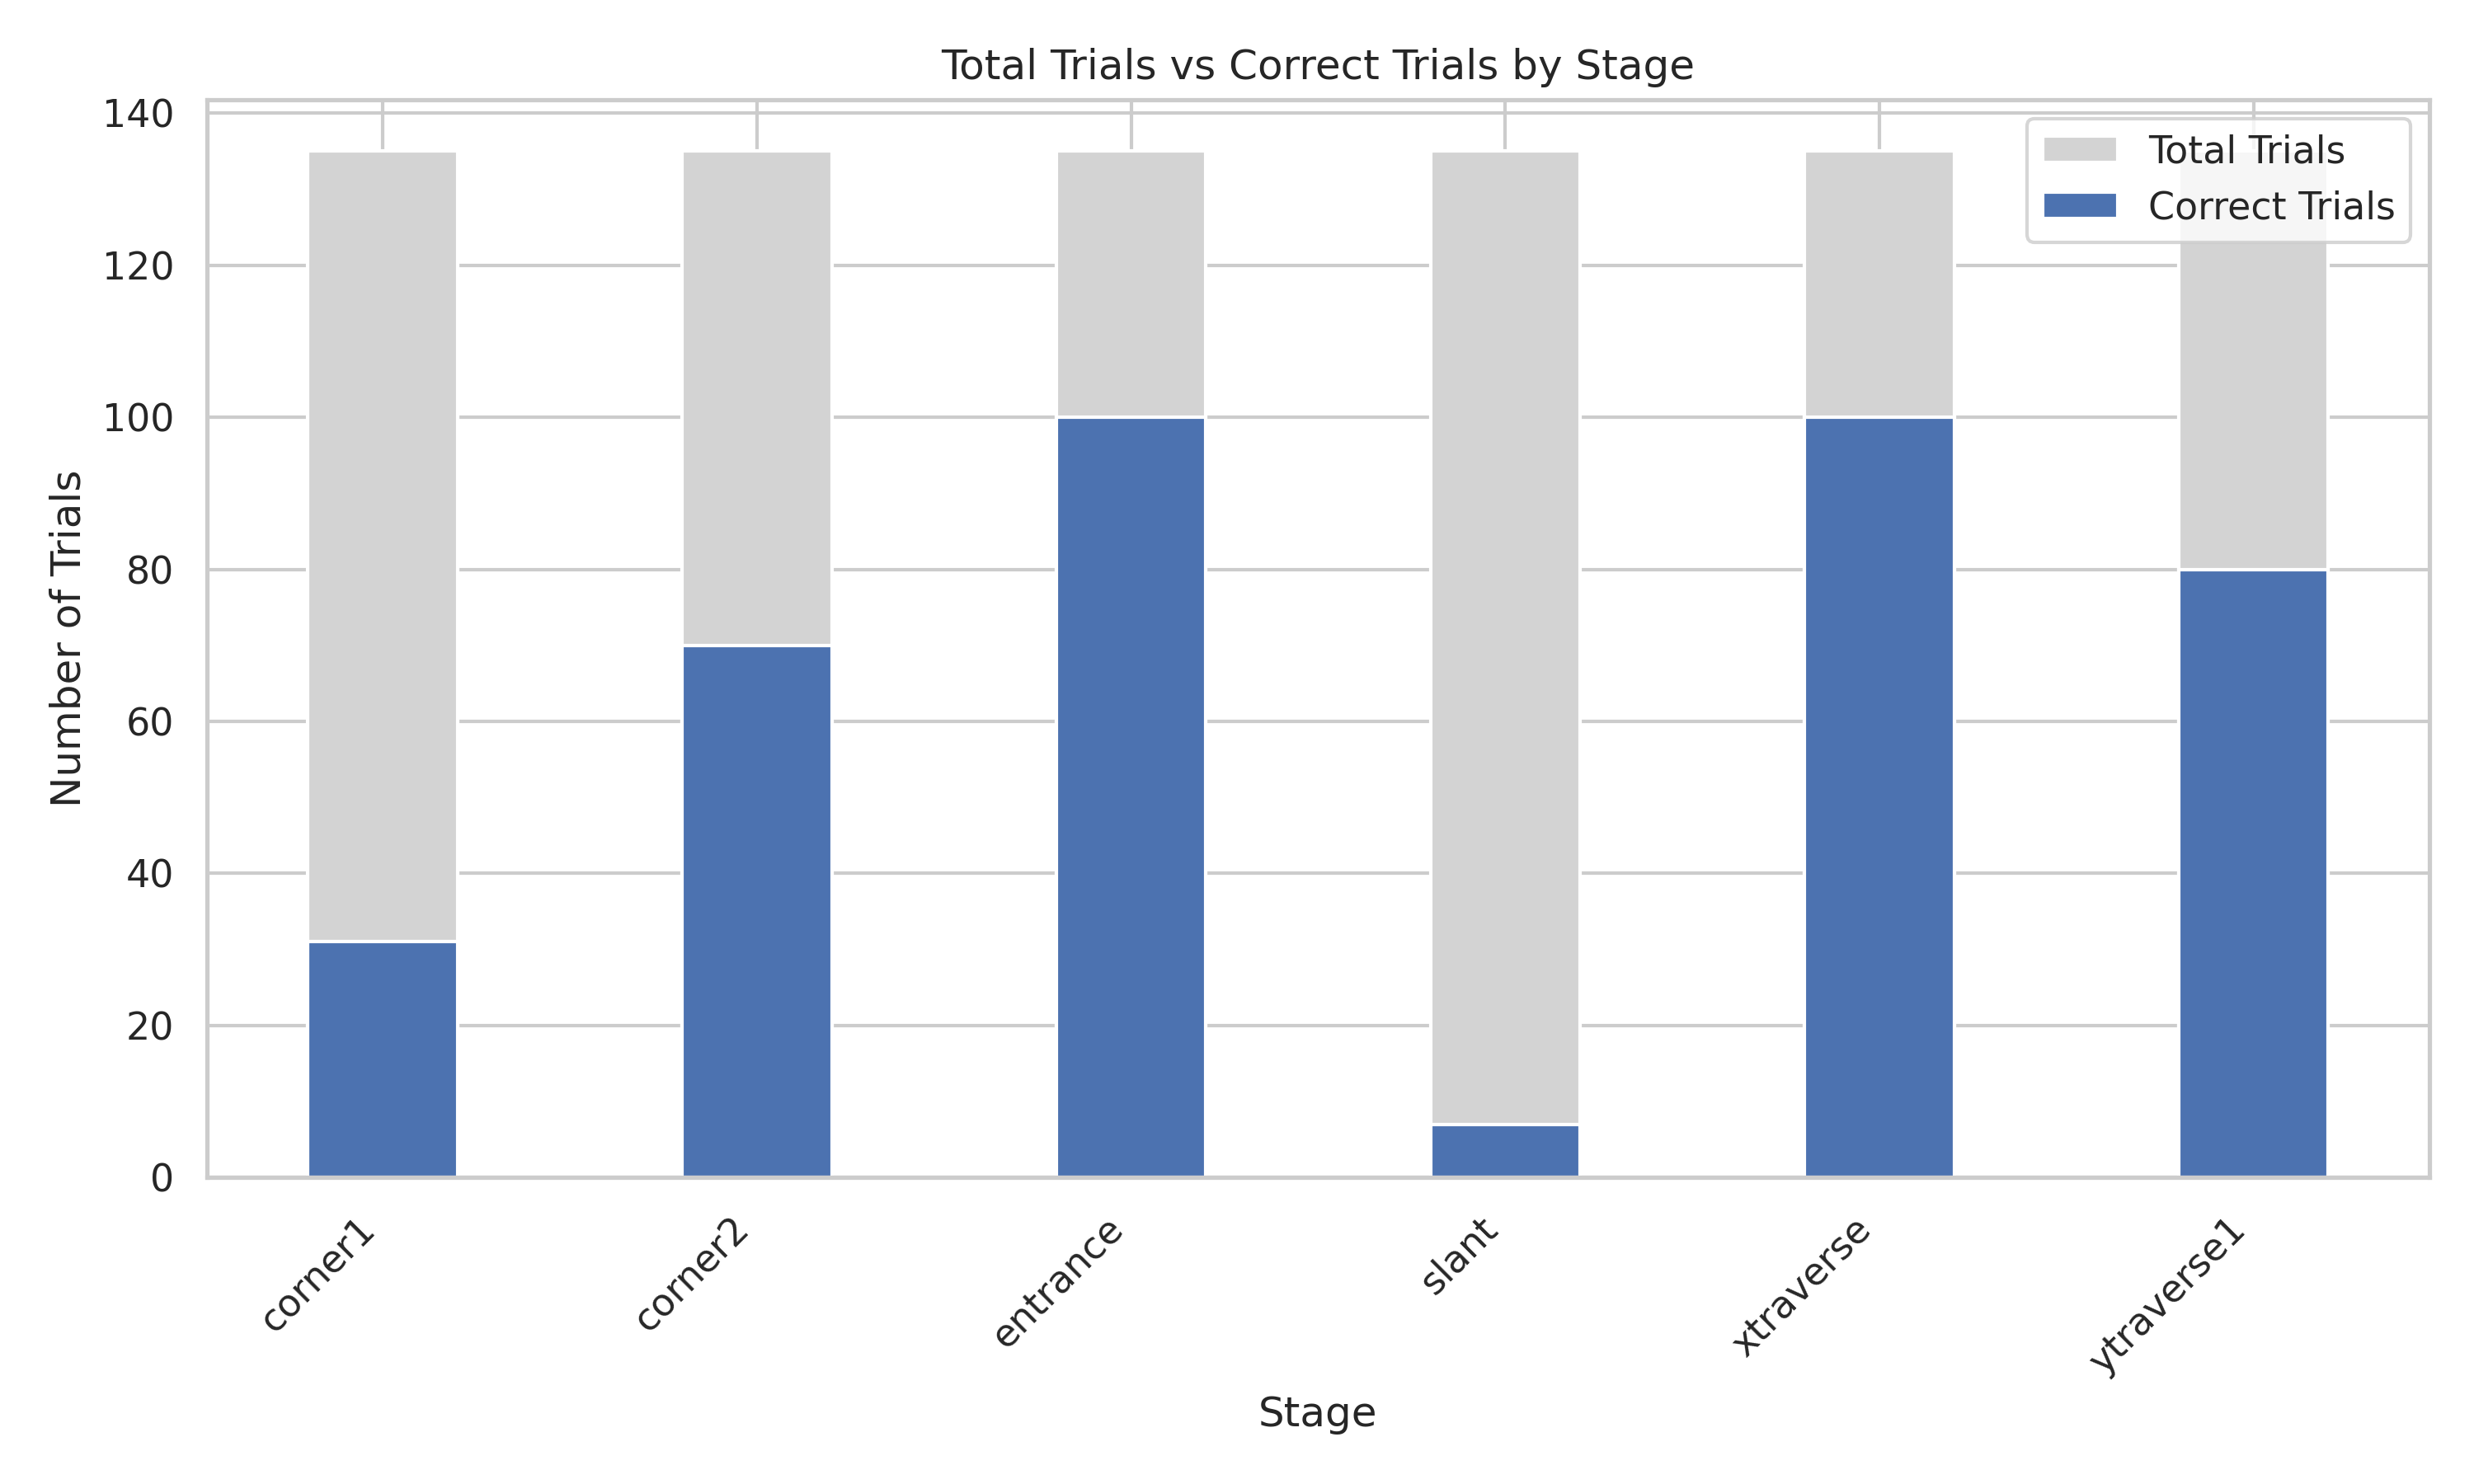 Total Trials vs Correct Trials by Stage
Total Trials
Correct Trials
Number of Trials
140
120
100
80
60
40
20
0
corner1
corner2
entrance
slant
xtraverse
ytraverse1
Stage